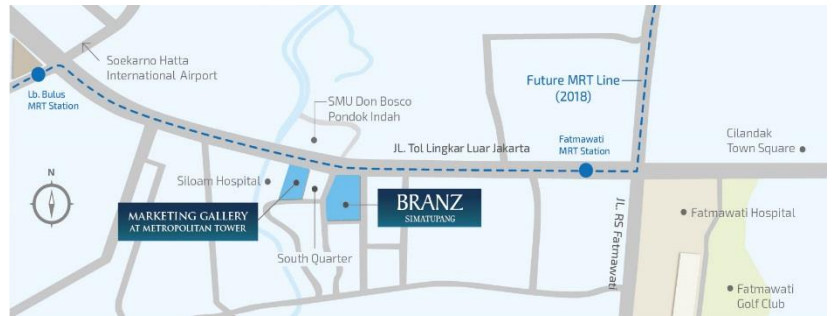 Soekarno Hatta
International Airport
Lb. Bulus
MRT Station
SMU Don Bosco
Pondok Indah
Future MRT Line
(2018)
JL. Tol Lingkar Luar Jakarta
Fatmawati
MRT Station
Cilandak
Town Square
N
Siloam Hospital
MARKETING GALLERY
AT METROPOLITAN TOWER
BRANZ
SIMATUPANG
South Quarter
JL. RS Fatmawati
Fatmawati Hospital
Fatmawati
Golf Club